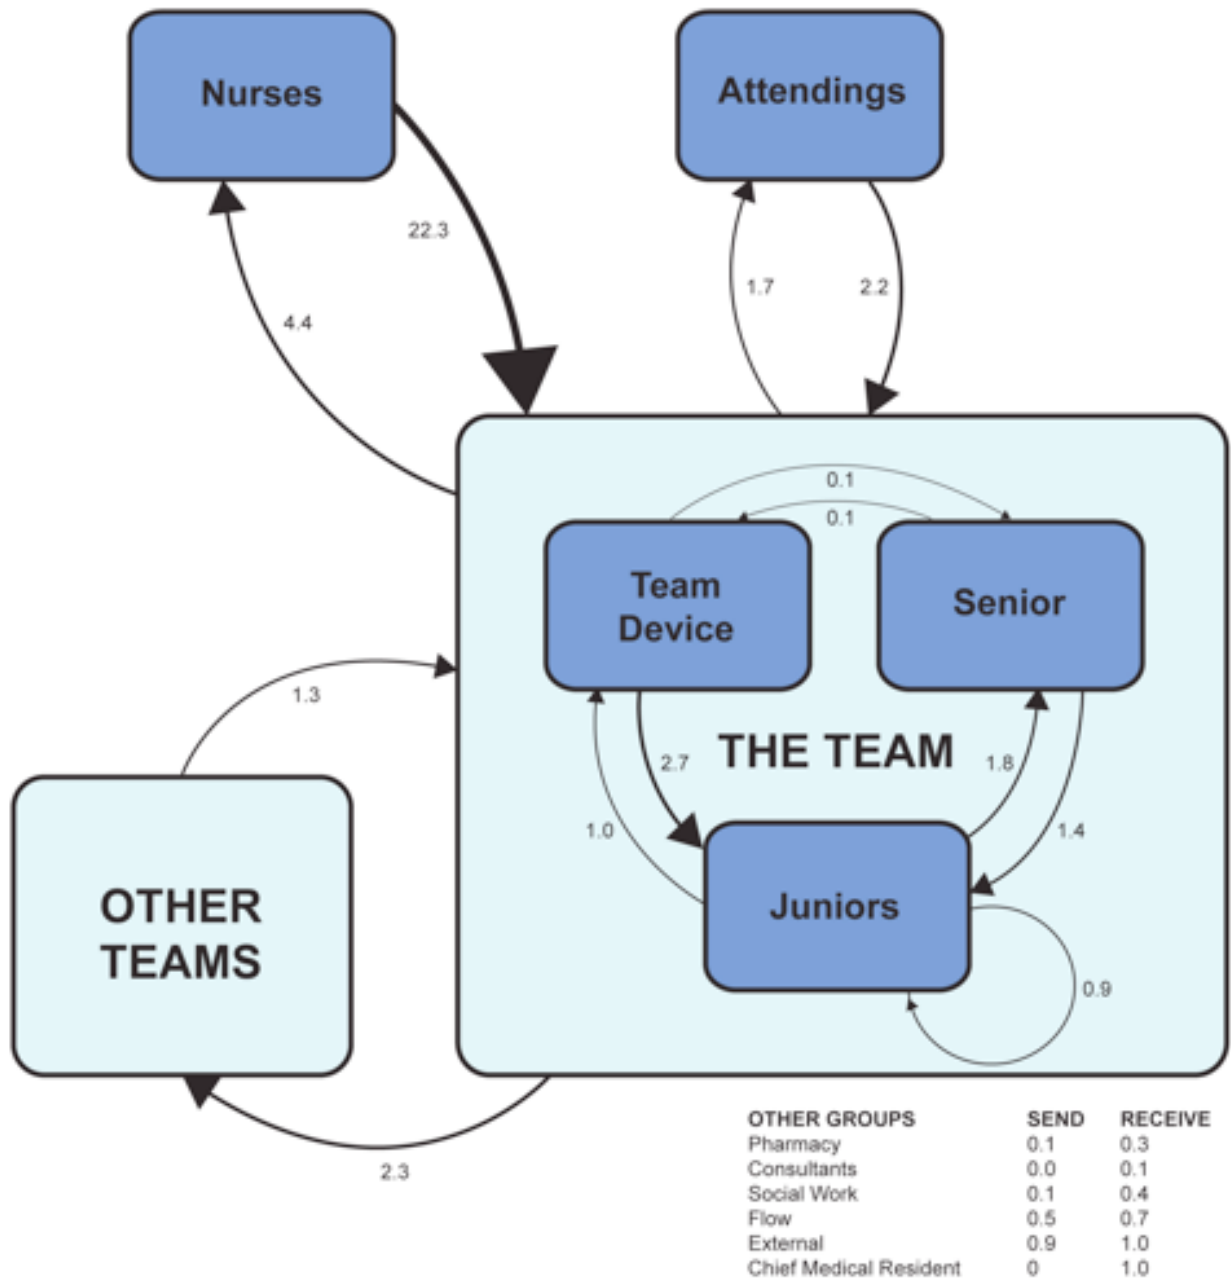 Nurses
Attendings
22.3
1.7
2.2
4.4
0.1
0.1
Team
Device
Senior
1.3
THE TEAM
2.7
1.8
1.0
1.4
OTHER
TEAMS
Juniors
0.9
2.3
OTHER GROUPS SEND RECEIVE
Pharmacy 0.1 0.3
Consultants 0.0 0.1
Social Work 0.1 0.4
Flow 0.5 0.7
External 0.9 1.0
Chief Medical Resident 0 1.0